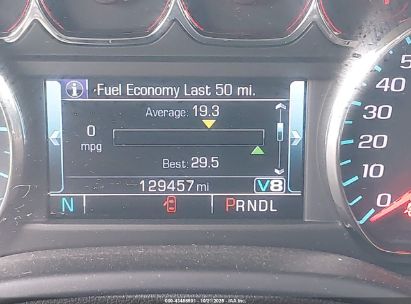 Fuel Economy Last 50 mi.
Average: 19.3
0
mpg
Best: 29.5
129457 mi
V8
N
PRNDL
50
40
30
20
10
0